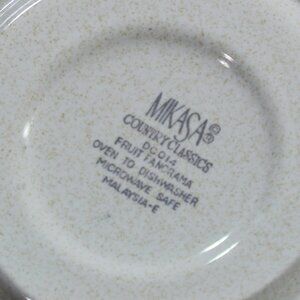 MIKASA®©
COUNTRY CLASSICS
DC014
FRUIT PANORAMA
OVEN TO DISHWASHER
MICROWAVE SAFE
MALAYSIA-E